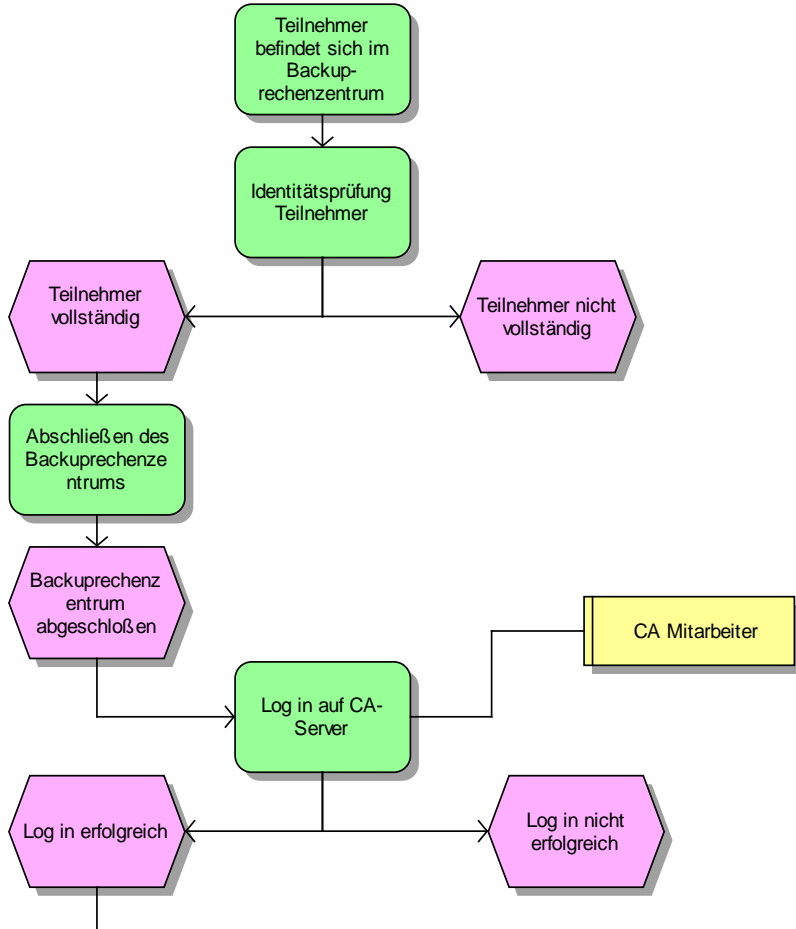 Teilnehmer
befindet sich im
Backup-
rechenzentrum
Identitätsprüfung
Teilnehmer
Teilnehmer
vollständig
Teilnehmer nicht
vollständig
Abschließen des
Backuprechenze
ntrums
Backuprechenz
entrum
abgeschloßen
CA Mitarbeiter
Log in auf CA-
Server
Log in erfolgreich
Log in nicht
erfolgreich